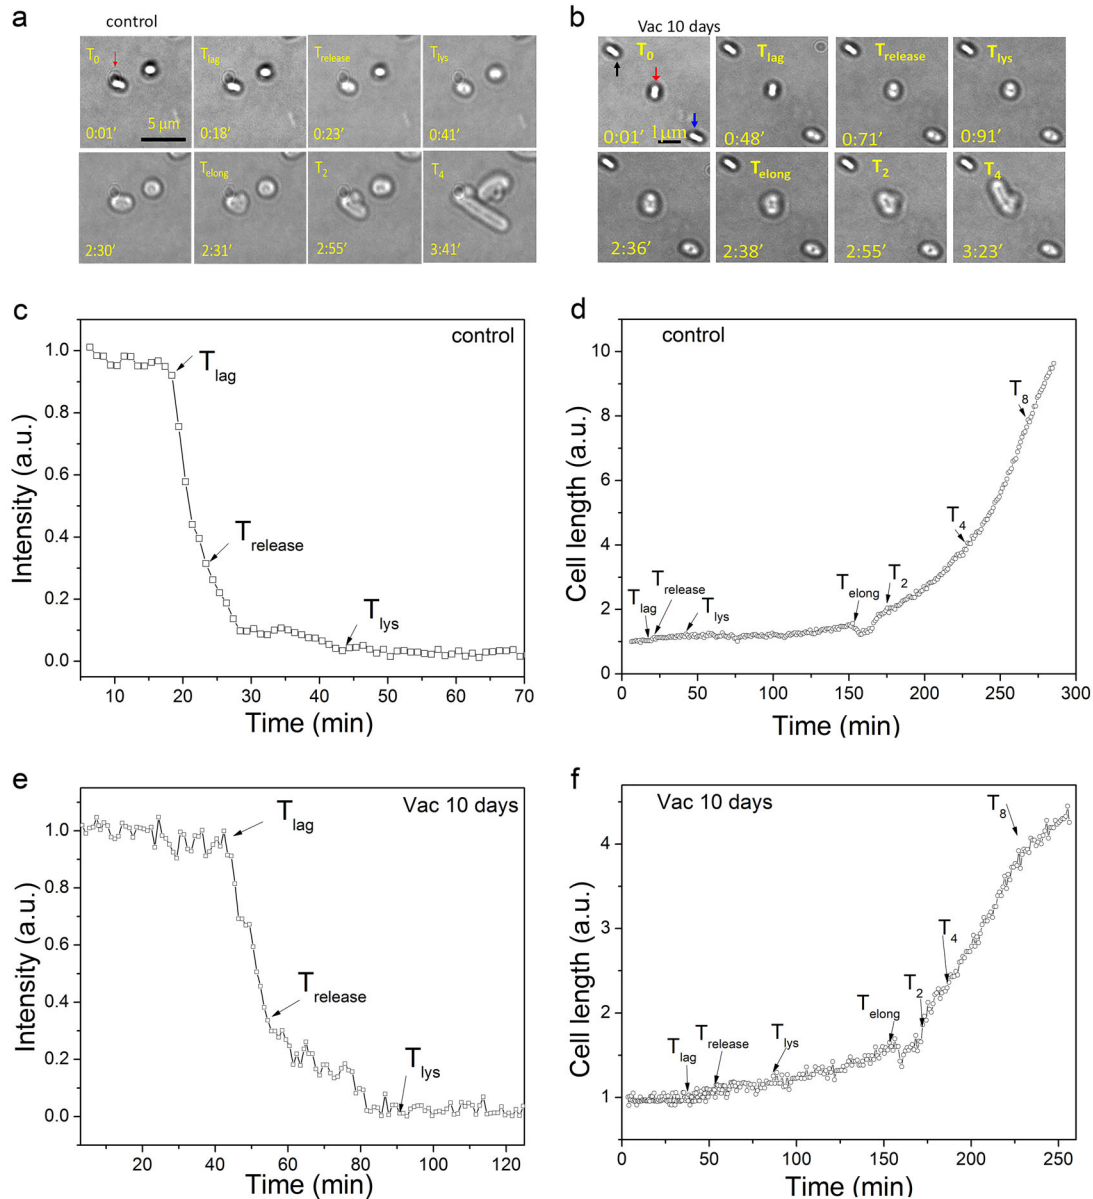 a
control
T0
Tlag
Trelease
Tlys
0:01′
5 µm
0:18′
0:23′
0:41′
Telong
T2
T4
2:30′
2:31′
2:55′
3:41′
b
Vac 10 days
T0
Tlag
Trelease
Tlys
0:01′
1µm
0:48′
0:71′
0:91′
Telong
T2
T4
2:36′
2:38′
2:55′
3:23′
c
control
Tlag
Trelease
Tlys
1.0
0.8
0.6
0.4
0.2
0.0
Intensity (a.u.)
10 20 30 40 50 60 70
Time (min)
d
control
T8
T4
T2
Telong
Tlag
Trelease
Tlys
10
8
6
4
2
0
Cell length (a.u.)
0 50 100 150 200 250 300
Time (min)
e
Vac 10 days
Tlag
Trelease
Tlys
1.0
0.8
0.6
0.4
0.2
0.0
Intensity (a.u.)
20 40 60 80 100 120
Time (min)
f
Vac 10 days
T8
T4
T2
Telong
Tlys
Trelease
Tlag
4
3
2
1
Cell length (a.u.)
0 50 100 150 200 250
Time (min)